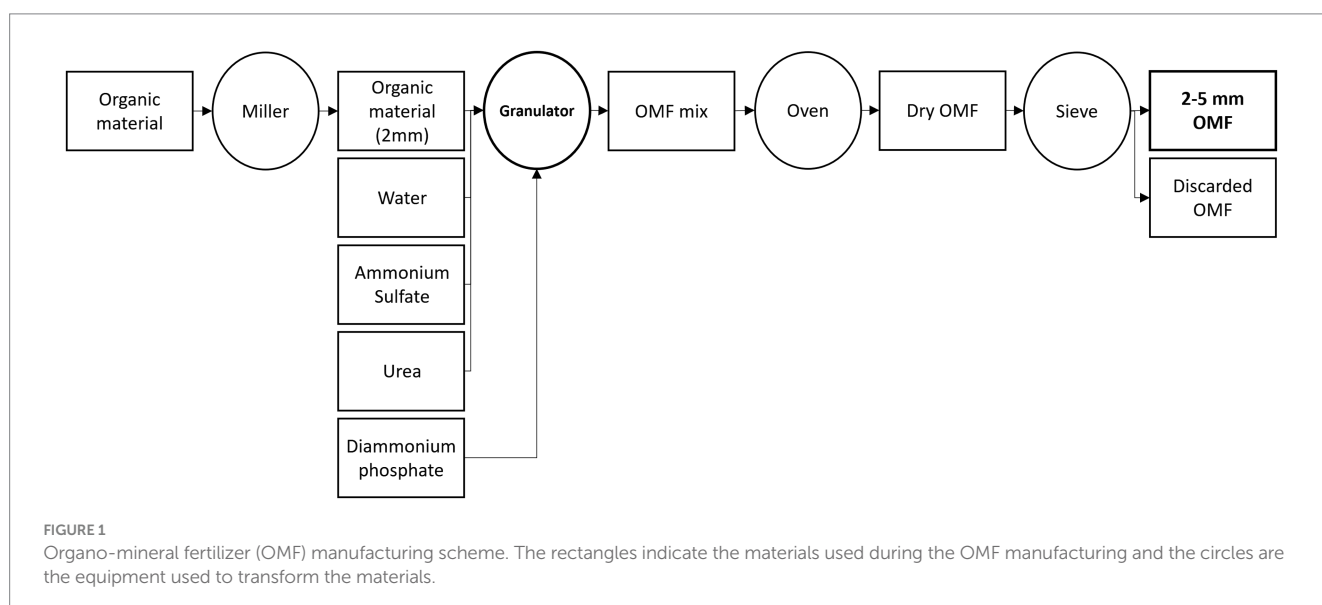 Organic
material
Miller
Organic
material
(2mm)
Granulator
OMF mix
Oven
Dry OMF
Sieve
2-5 mm
OMF
Water
Discarded
OMF
Ammonium
Sulfate
Urea
Diammonium
phosphate
FIGURE 1
Organo-mineral fertilizer (OMF) manufacturing scheme. The rectangles indicate the materials used during the OMF manufacturing and the circles are
the equipment used to transform the materials.